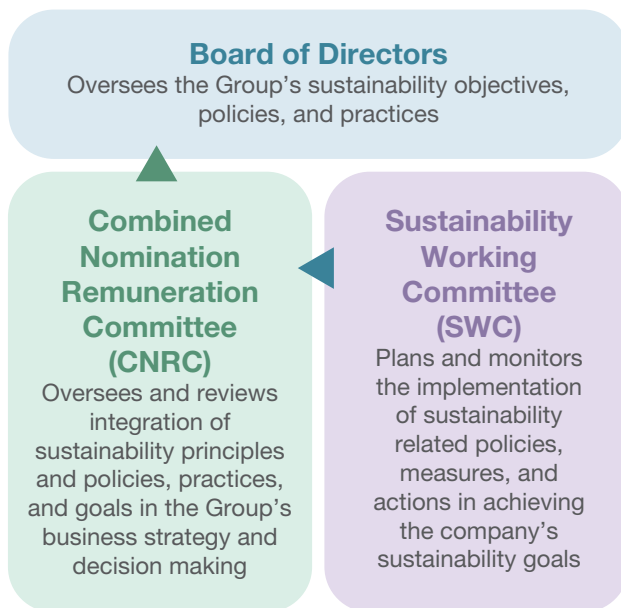 Board of Directors
Oversees the Group’s sustainability objectives,
policies, and practices
Combined
Nomination
Remuneration
Committee
(CNRC)
Oversees and reviews
integration of
sustainability principles
and policies, practices,
and goals in the Group’s
business strategy and
decision making
Sustainability
Working
Committee
(SWC)
Plans and monitors
the implementation
of sustainability
related policies,
measures, and
actions in achieving
the company’s
sustainability goals